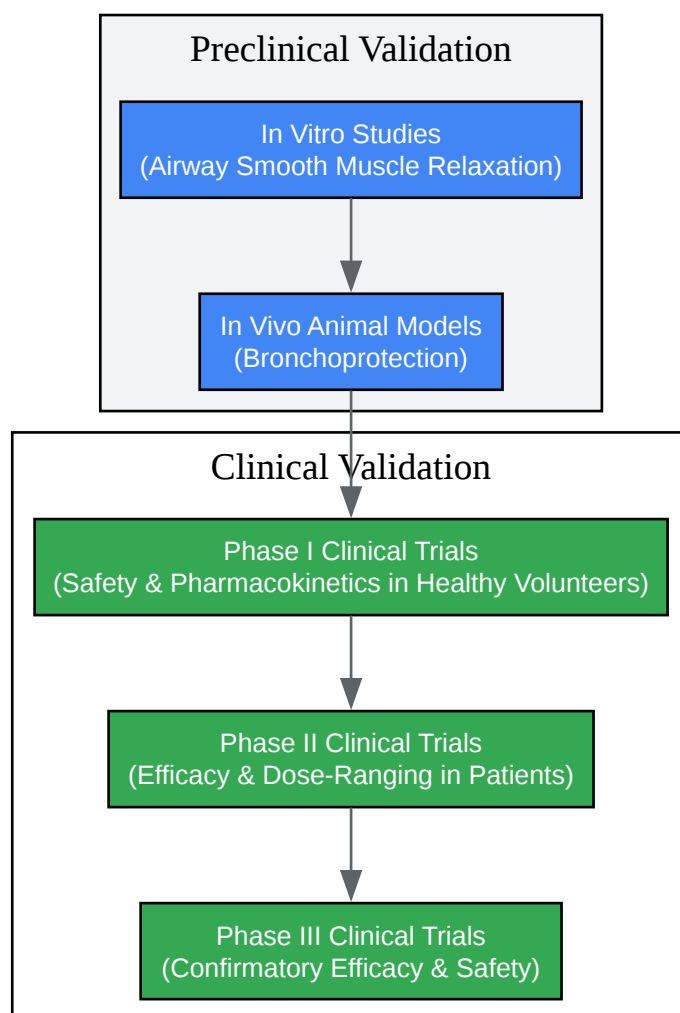 Preclinical Validation
In Vitro Studies
(Airway Smooth Muscle Relaxation)
In Vivo Animal Models
(Bronchoprotection)
Clinical Validation
Phase I Clinical Trials
(Safety & Pharmacokinetics in Healthy Volunteers)
Phase II Clinical Trials
(Efficacy & Dose-Ranging in Patients)
Phase III Clinical Trials
(Confirmatory Efficacy & Safety)